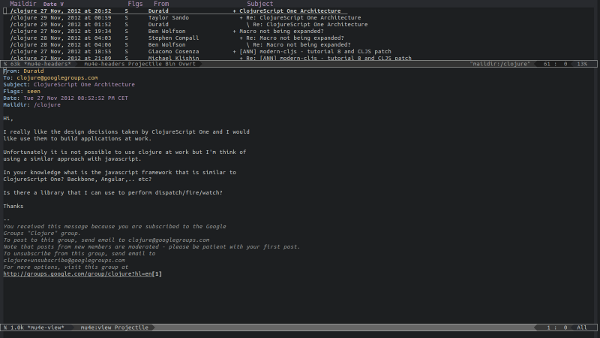 Maildir Date V Flgs From Subject
/clojure 27 Nov, 2012 at 20:52 S Duraid + ClojureScript One Architecture
/clojure 29 Nov, 2012 at 00:59 S Taylor Sando + Re: ClojureScript One Architecture
/clojure 29 Nov, 2012 at 01:52 S Duraid \ Re: ClojureScript One Architecture
/clojure 27 Nov, 2012 at 19:34 S Ben Wolfson + Macro not being expanded?
/clojure 28 Nov, 2012 at 04:03 S Stephen Compall + Re: Macro not being expanded?
/clojure 28 Nov, 2012 at 04:06 S Ben Wolfson \ Re: Macro not being expanded?
/clojure 27 Nov, 2012 at 18:55 S Giacomo Cosenza + [ANN] modern-cljs - tutorial 8 and CLJS patch
/clojure 27 Nov, 2012 at 21:09 S Michael Klishin + Re: [ANN] modern-cljs - tutorial 8 and CLJS patch
% 63k *mu4e-headers* mu4e-headers Projectile Bin Ovwrt "maildir:/clojure" 61 : 0 13%
From: Duraid
To: clojure@googlegroups.com
Subject: ClojureScript One Architecture
Flags: seen
Date: Tue 27 Nov 2012 08:52:52 PM CET
Maildir: /clojure
Hi,
I really like the design decisions taken by ClojureScript One and I would
like use them to build applications at work.
Unfortunately it is not possible to use clojure at work but I'm think of
using a similar approach with javascript.
In your knowledge what is the javascript framework that is similar to
ClojureScript One? Backbone, Angular,.. etc?
Is there a library that I can use to perform dispatch/fire/watch?
Thanks
--
You received this message because you are subscribed to the Google
Groups "Clojure" group.
To post to this group, send email to clojure@googlegroups.com
Note that posts from new members are moderated - please be patient with your first post.
To unsubscribe from this group, send email to
clojure+unsubscribe@googlegroups.com
For more options, visit this group at
http://groups.google.com/group/clojure?hl=en[1]
% 1.0k *mu4e-view* mu4e:view Projectile 1 : 0 All